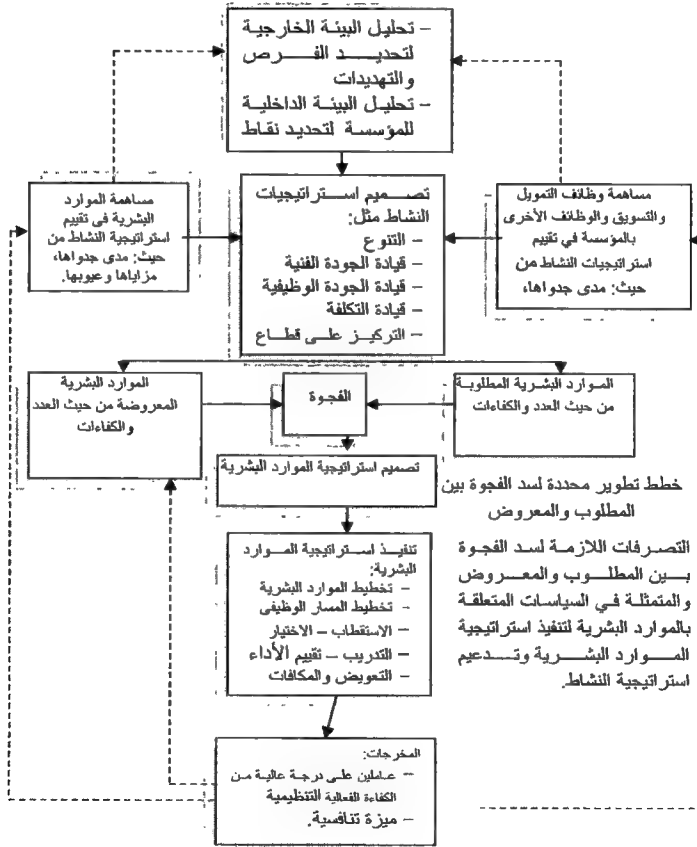 – تحليل البيئة الخارجية
لتحديد الفرص
والتهديدات
– تحليل البيئة الداخلية
للمؤسسة لتحديد نقاط
مساهمة الموارد
البشرية في تقييم
استراتيجية النشاط من
حيث: مدى جدواها،
مزاياها وعيوبها.
تصميم استراتيجيات
النشاط مثل:
– التنوع
– قيادة الجودة الفنية
– قيادة الجودة الوظيفية
– قيادة التكلفة
– التركيز على قطاع
مساهمة وظائف التمويل
والتسويق والوظائف الأخرى
بالمؤسسة في تقييم
استراتيجيات النشاط من
حيث: مدى جدواها،
الموارد البشرية
المعروضة من حيث العدد
والكفاءات
الفجوة
الموارد البشرية المطلوبة
من حيث العدد والكفاءات
تصميم استراتيجية الموارد البشرية
خطط تطوير محددة لسد الفجوة بين
المطلوب والمعروض
تنفيذ استراتيجية الموارد
البشرية:
– تخطيط الموارد البشرية
– تخطيط المسار الوظيفي
– الاستقطاب – الاختيار
– التدريب – تقييم الأداء
– التعويض والمكافات
التصرفات اللازمة لسد الفجوة
بين المطلوب والمعروض
والمتمثلة في السياسات المتعلقة
بالموارد البشرية لتنفيذ استراتيجية
الموارد البشرية وتدعيم
استراتيجية النشاط.
المخرجات:
– عاملين على درجة عالية من
الكفاءة الفعالية التنظيمية
– ميزة تنافسية.